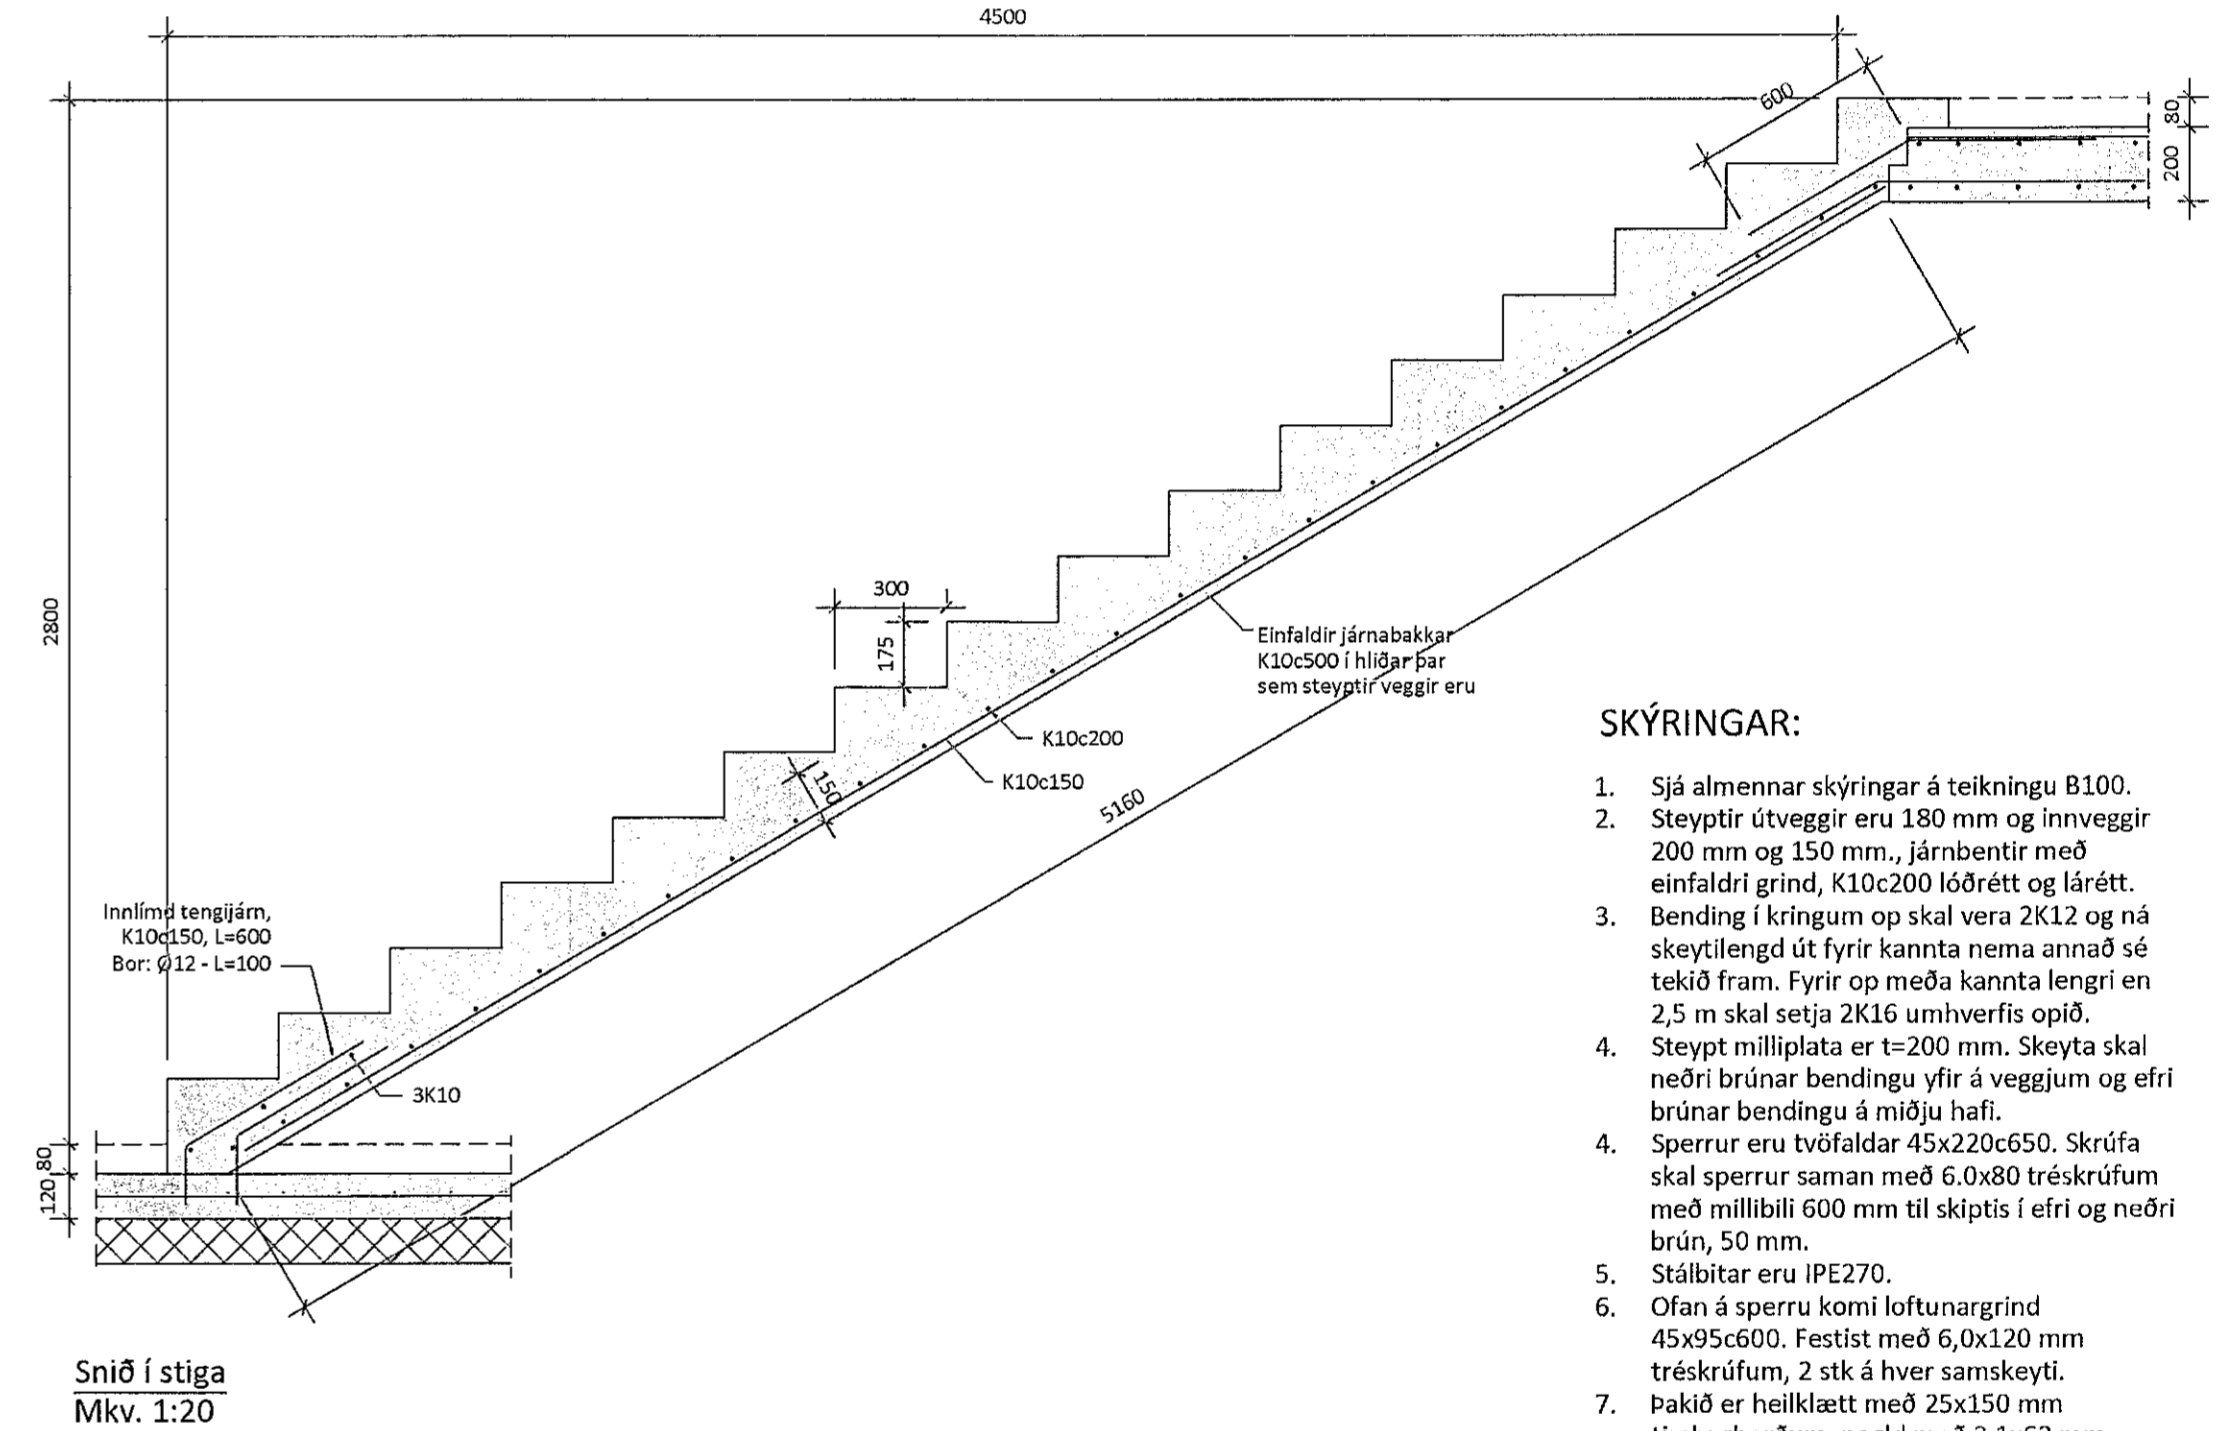 4500
600
80
200
2800
300
175
Einfaldir járnabakkar
K10c500 í hliðar þar
sem steyptir veggir eru
K10c200
K10c150
150
5160
Innlímd tengijárn,
K10c150, L=600
Bor: Ø12 - L=100
3K10
80
120
Snið í stiga
Mkv. 1:20
SKÝRINGAR:
1. Sjá almennar skýringar á teikningu B100.
2. Steyptir útveggir eru 180 mm og innveggir
200 mm og 150 mm., járnbentir með
einfaldri grind, K10c200 lóðrétt og lárétt.
3. Bending í kringum op skal vera 2K12 og ná
skeytilengd út fyrir kannta nema annað sé
tekið fram. Fyrir op meða kannta lengri en
2,5 m skal setja 2K16 umhverfis opið.
4. Steypt milliplata er t=200 mm. Skeyta skal
neðri brúnar bendingu yfir á veggjum og efri
brúnar bendingu á miðju hafi.
4. Sperrur eru tvöfaldar 45x220c650. Skrúfa
skal sperrur saman með 6.0x80 tréskrúfum
með millibili 600 mm til skiptis í efri og neðri
brún, 50 mm.
5. Stálbitar eru IPE270.
6. Ofan á sperru komi loftunargrind
45x95c600. Festist með 6,0x120 mm
tréskrúfum, 2 stk á hver samskeyti.
7. Þakið er heilklætt með 25x150 mm